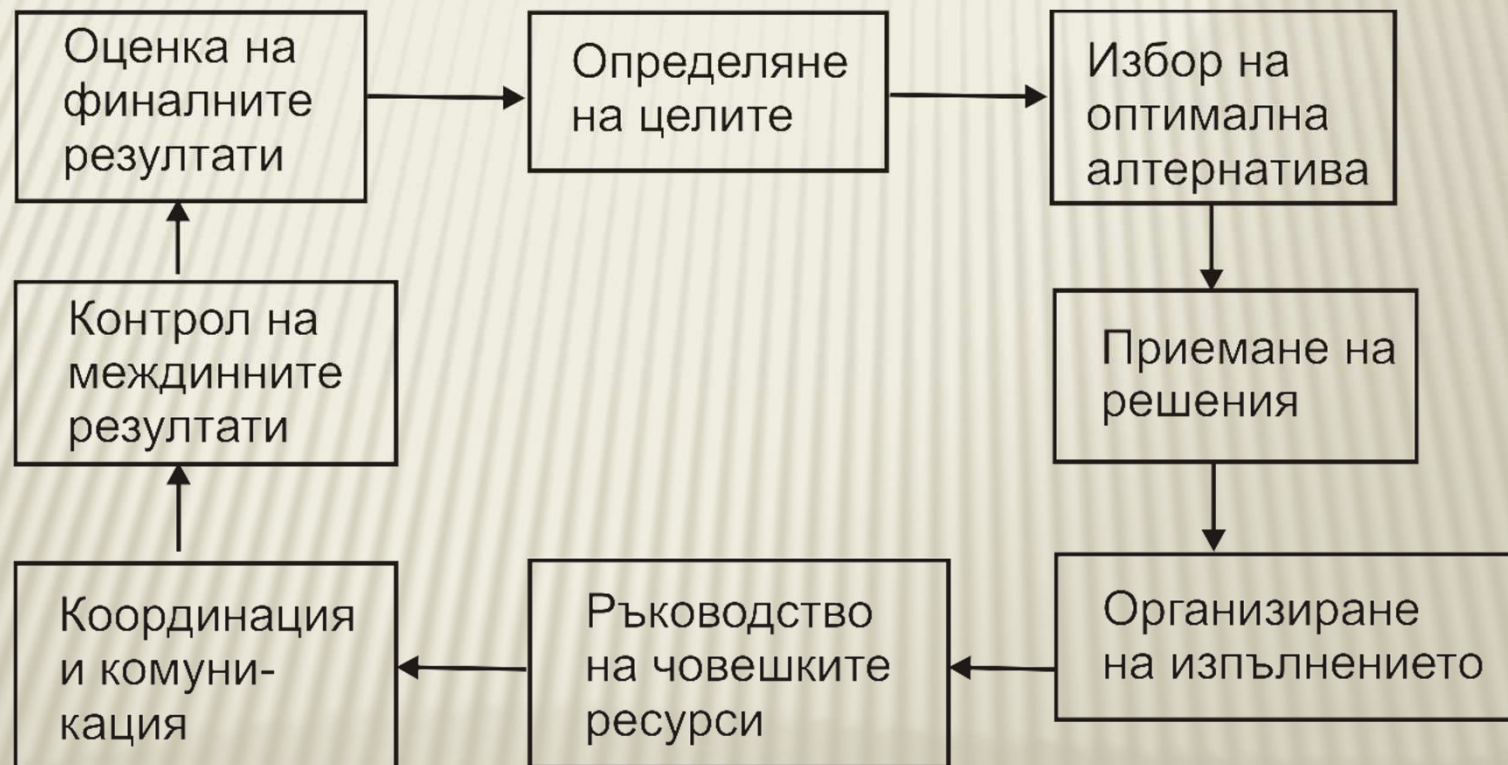 Оценка на
финалните
резултати
Определяне
на целите
Избор на
оптимална
алтернатива
Контрол на
междинните
резултати
Приемане на
решения
Координация
и комуни-
кация
Ръководство
на човешките
ресурси
Организиране
на изпълнението